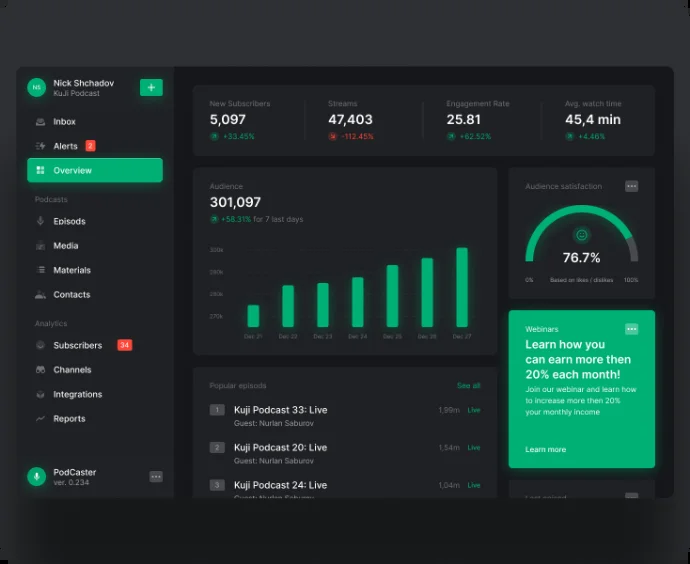 NS
Nick Shchadov
KuJi Podcast
+
Inbox
Alerts 3
Overview
Podcasts
Episods
Media
Materials
Contacts
Analytics
Subscribers 34
Channels
Integrations
Reports
PodCaster
ver. 0.234
New Subscribers
5,097
+33.45%
Streams
47,403
-112.45%
Engagement Rate
25.81
+62.52%
Avg. watch time
45,4 min
+4.46%
Audience
301,097
+58.31% for 7 last days
Dec 21 Dec 22 Dec 23 Dec 24 Dec 25 Dec 26 Dec 27
Audience satisfaction
76.7%
0% Based on likes / dislikes 100%
Webinars
Learn how you
can earn more then
20% each month!
Join our webinar and learn how
to increase more then 20%
your monthly income
Learn more
Popular episods See all
1 Kuji Podcast 33: Live 1,99m Live
Guest: Nurlan Saburov
2 Kuji Podcast 20: Live 1,54m Live
Guest: Nurlan Saburov
3 Kuji Podcast 24: Live 1,04m Live
Guest: Nurlan Saburov